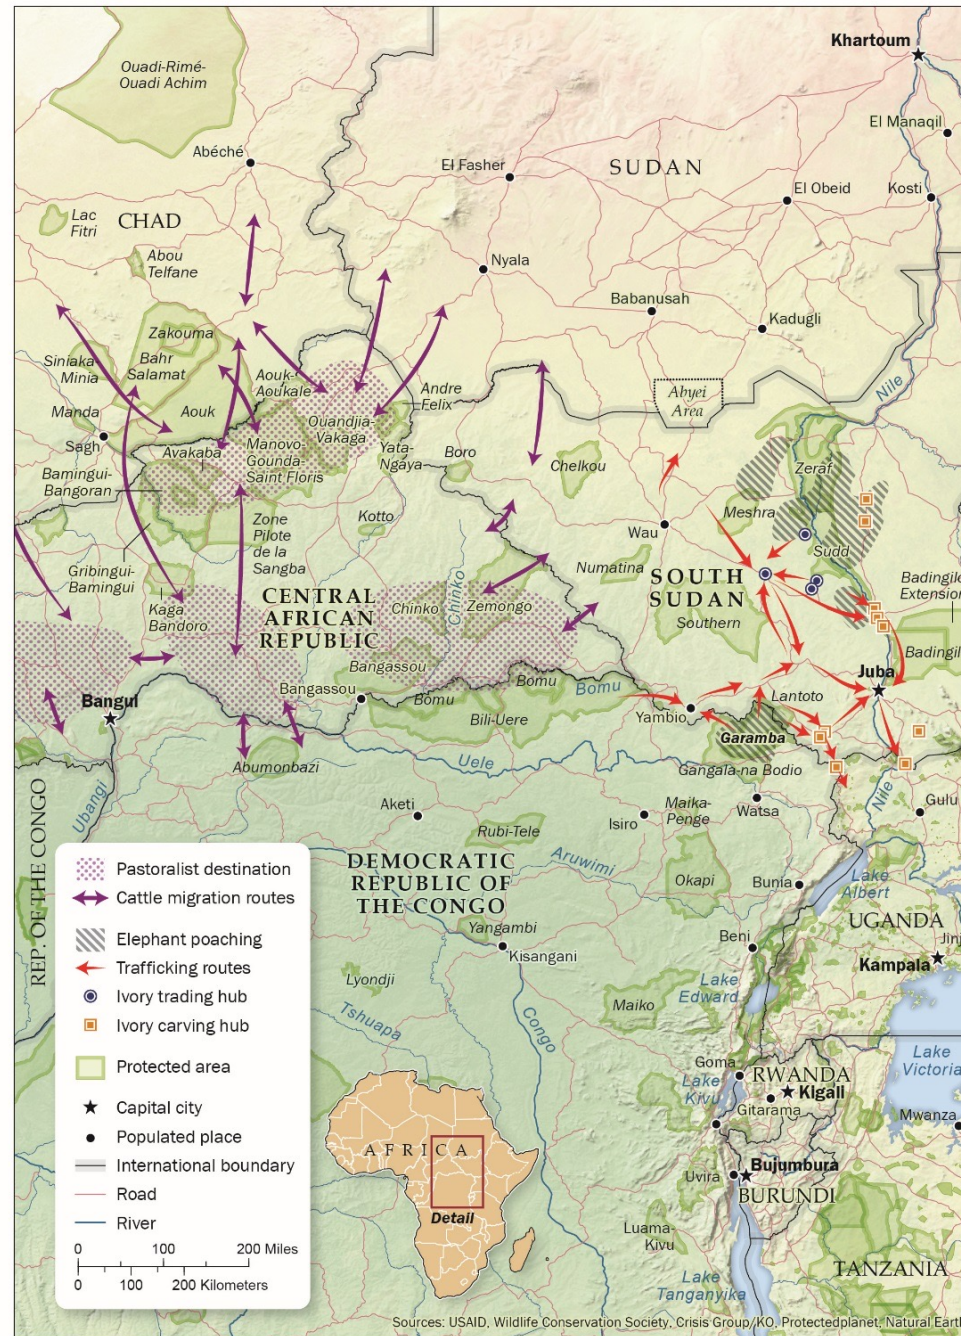 Ouadi-Rimé-
Ouadi Achim
Khartoum
El Manaqil
Abéché
El Fasher
SUDAN
El Obeid
Kosti
Lac
Fitri
CHAD
Abou
Telfane
Nyala
Babanusah
Kadugli
Zakouma
Siniaka-
Minia
Bahr
Salamat
Aouk-
Aoukale
Andre
Felix
Abyei
Area
Nile
Manda
Aouk
Ouandjia-
Vakaga
Sagh
Avakaba
Manovo-
Gounda-
Saint Floris
Yata-
Ngaya
Boro
Chelkou
Zeraf
Bamingui-
Bangoran
Meshra
Kotto
Zone
Pilote
de la
Sangba
Wau
Sudd
Gribingui-
Bamingui
Numatina
SOUTH
SUDAN
Badingilo
Extension
Kaga
Bandoro
CENTRAL
AFRICAN
REPUBLIC
Chinko
Chinko
Zemongo
Southern
Badingil
Bangassou
Juba
Bangui
Bangassou
Bomu
Bomu
Bomu
Lantoto
Bili-Uere
Yambio
Garamba
Abumonbazi
Uele
Gangala-na Bodio
REP. OF THE CONGO
Ubangi
Aketi
Isiro
Maika-
Penge
Watsa
Nile
Gulu
Rubi-Tele
DEMOCRATIC
REPUBLIC OF
THE CONGO
Aruwimi
Okapi
Bunia
Lake
Albert
UGANDA
Yangambi
Kisangani
Beni
Jinj
Kampala
Lyondji
Lake
Edward
Maiko
Tshuapa
Congo
Goma
RWANDA
Lake
Kivu
Kigali
Gitarama
Lake
Victoria
Mwanza
Uvira
Bujumbura
BURUNDI
Luama-
Kivu
TANZANIA
Lake
Tanganyika
Pastoralist destination
Cattle migration routes
Elephant poaching
Trafficking routes
Ivory trading hub
Ivory carving hub
Protected area
Capital city
Populated place
International boundary
Road
River
0 100 200 Miles
0 100 200 Kilometers
AFRICA
Detail
Sources: USAID, Wildlife Conservation Society, Crisis Group/KO, Protectedplanet, Natural Earth